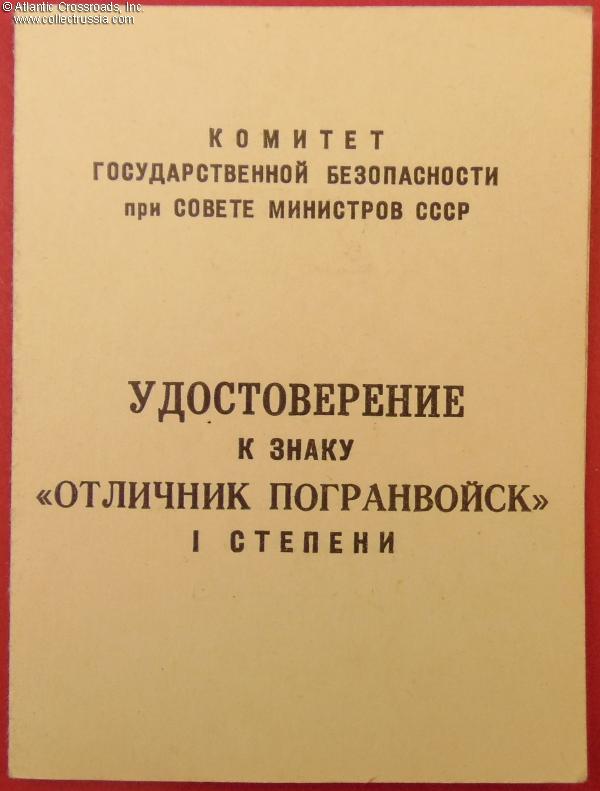 © Atlantic Crossroads, Inc.
www.collectrussia.com
КОМИТЕТ
ГОСУДАРСТВЕННОЙ БЕЗОПАСНОСТИ
при СОВЕТЕ МИНИСТРОВ СССР
УДОСТОВЕРЕНИЕ
К ЗНАКУ
«ОТЛИЧНИК ПОГРАНВОЙСК»
I СТЕПЕНИ